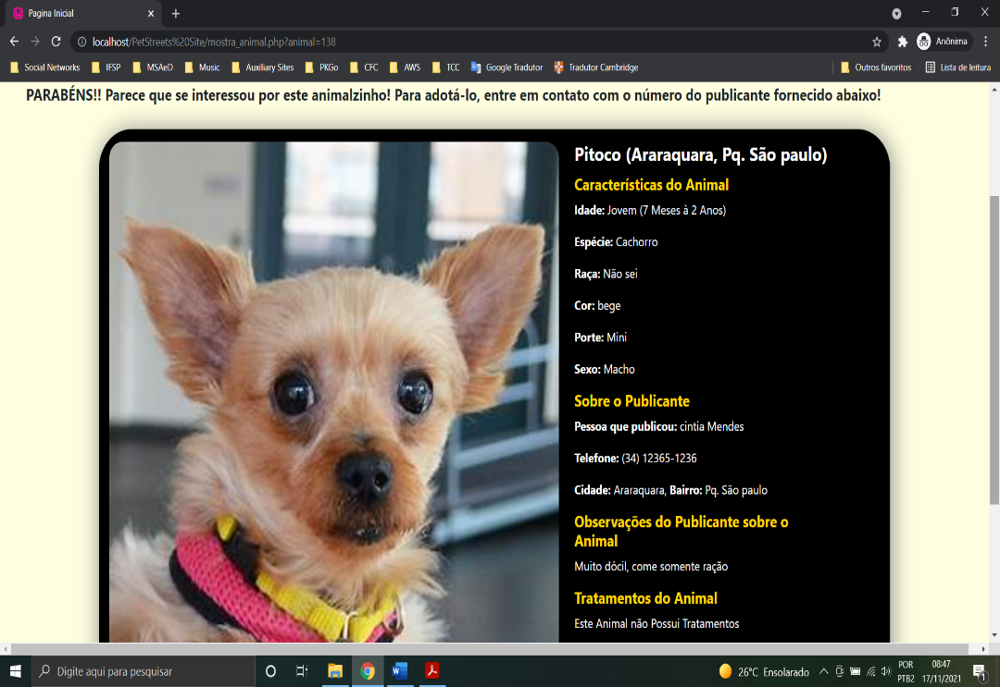 Pagina Inicial
localhost/PetStreets%20Site/mostra_animal.php?animal=138
Anônima
Social Networks IFSP MSAeD Music Auxiliary Sites PKGo CFC AWS TCC Google Tradutor Tradutor Cambridge Outros favoritos Lista de leitura
PARABÉNS!! Parece que se interessou por este animalzinho! Para adotá-lo, entre em contato com o número do publicante fornecido abaixo!
Pitoco (Araraquara, Pq. São paulo)
Características do Animal
Idade: Jovem (7 Meses à 2 Anos)
Espécie: Cachorro
Raça: Não sei
Cor: bege
Porte: Mini
Sexo: Macho
Sobre o Publicante
Pessoa que publicou: cintia Mendes
Telefone: (34) 12365-1236
Cidade: Araraquara, Bairro: Pq. São paulo
Observações do Publicante sobre o
Animal
Muito dócil, come somente ração
Tratamentos do Animal
Este Animal não Possui Tratamentos
Digite aqui para pesquisar
26°C Ensolarado
POR
PTB2
08:47
17/11/2021
1